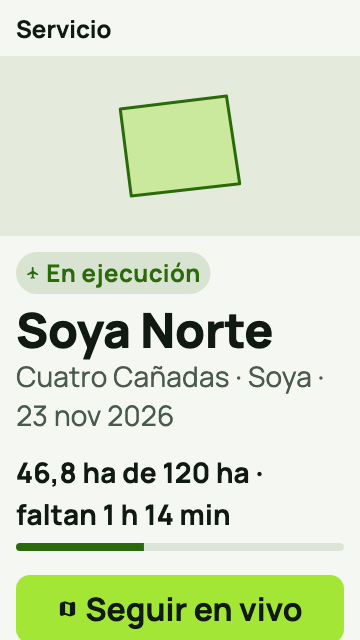 Servicio
En ejecución
Soya Norte
Cuatro Cañadas · Soya ·
23 nov 2026
46,8 ha de 120 ha ·
faltan 1 h 14 min
Seguir en vivo